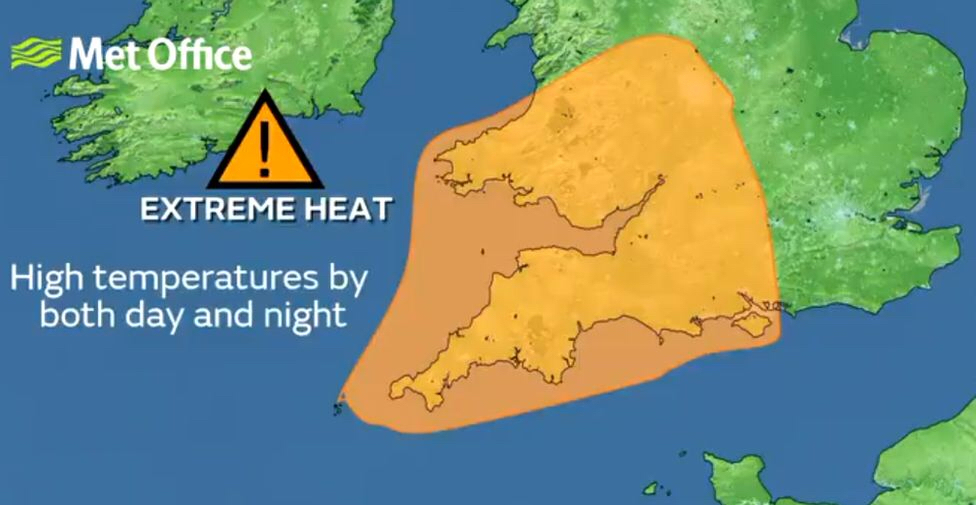 Met Office
!
EXTREME HEAT
High temperatures by
both day and night